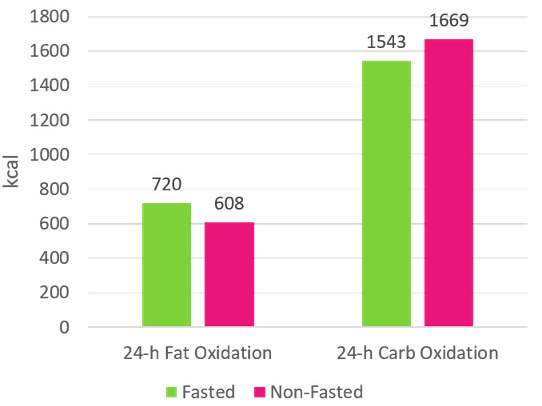 1800
1600
1400
1200
1000
800
600
400
200
0
kcal
720
608
1543
1669
24-h Fat Oxidation
24-h Carb Oxidation
Fasted
Non-Fasted